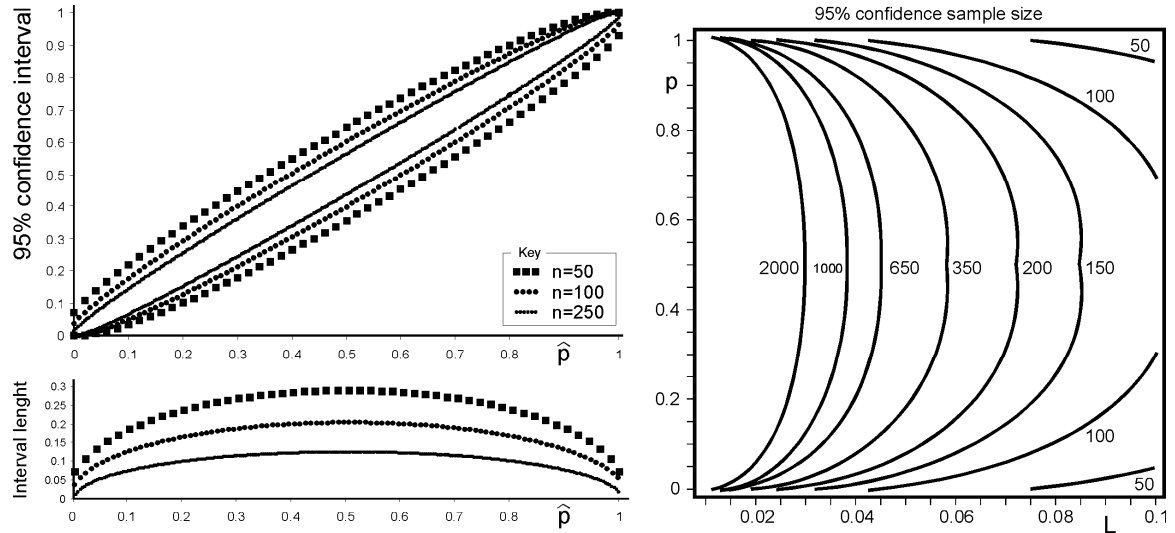 95% confidence interval
1
0.9
0.8
0.7
0.6
0.5
0.4
0.3
0.2
0.1
0
Key
n=50
n=100
n=250
0 0.1 0.2 0.3 0.4 0.5 0.6 0.7 0.8 p̂ 1
Interval lenght
0.3
0.25
0.2
0.15
0.1
0.05
0
0 0.1 0.2 0.3 0.4 0.5 0.6 0.7 0.8 p̂ 1
95% confidence sample size
p
1
0.8
0.6
0.4
0.2
0
50
100
2000 1000 650 350 200 150
100
50
0.02 0.04 0.06 0.08 0.1
L